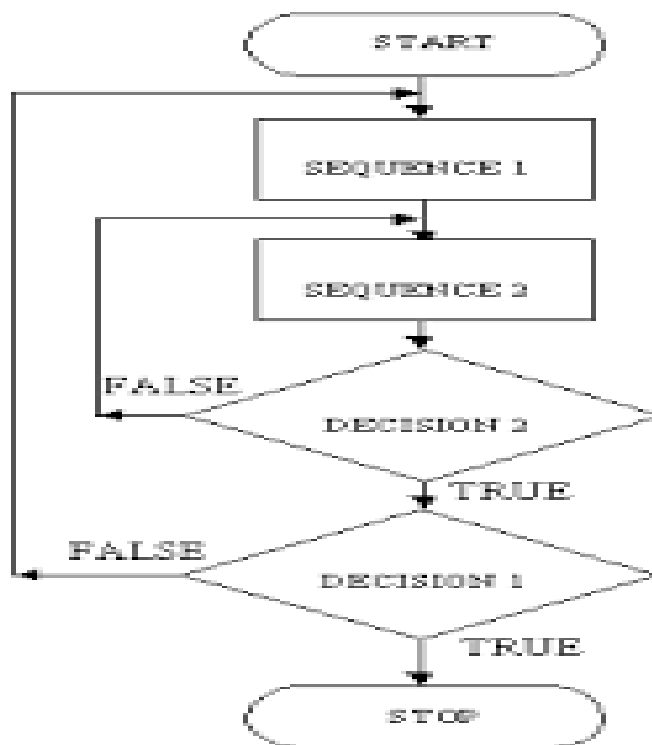 START
SEQUENCE 1
SEQUENCE 2
FALSE
DECISION 2
TRUE
FALSE
DECISION 1
TRUE
STOP